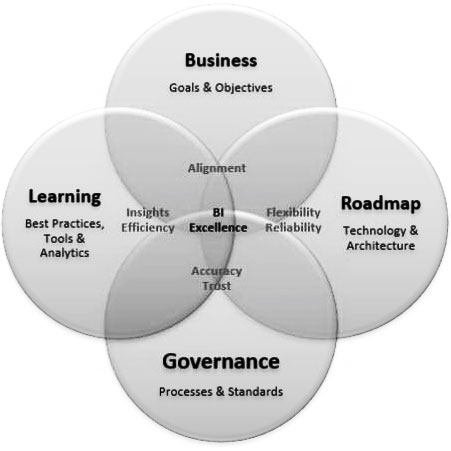 Business
Goals & Objectives
Alignment
Learning
Best Practices,
Tools &
Analytics
Insights
Efficiency
BI
Excellence
Flexibility
Reliability
Roadmap
Technology &
Architecture
Accuracy
Trust
Governance
Processes & Standards